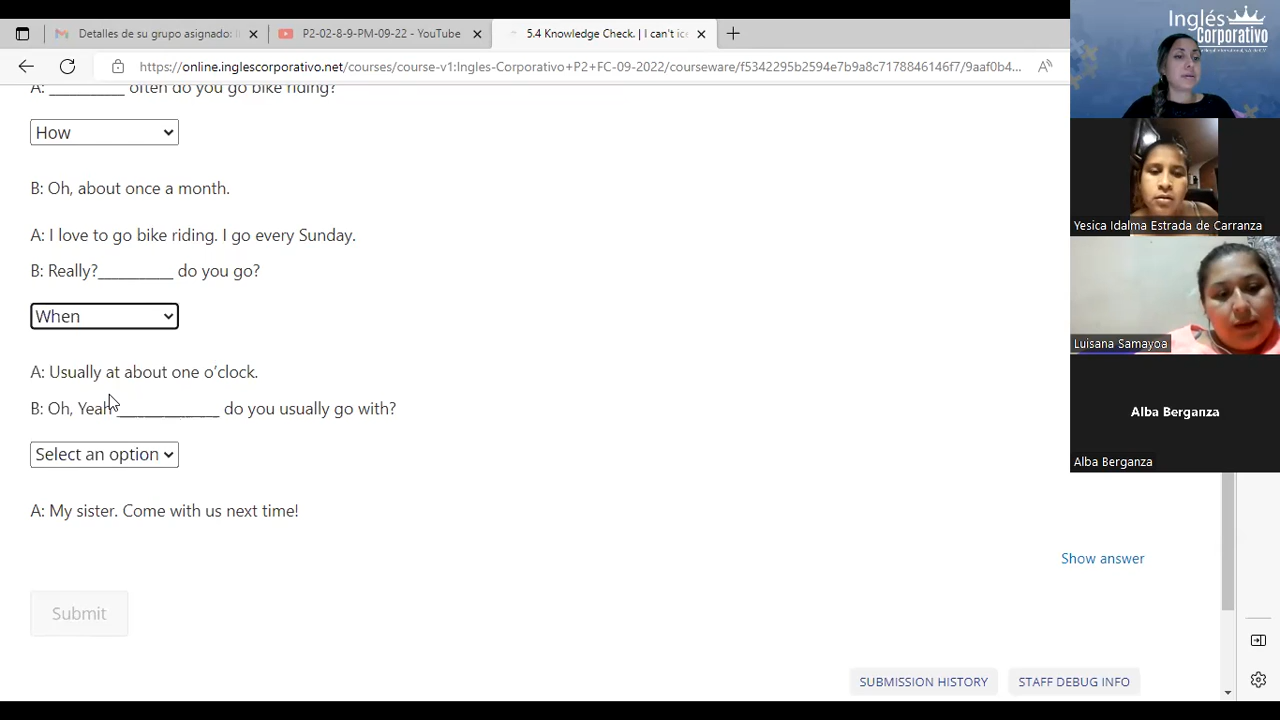 Detalles de su grupo asignado: I
P2-02-8-9-PM-09-22 - YouTube
5.4 Knowledge Check. | I can't ice
https://online.inglescorporativo.net/courses/course-v1:Ingles-Corporativo+P2+FC-09-2022/courseware/f5342295b2594e7b9a8c7178846146f7/9aaf0b4...
Inglés
Corporativo
A: __________ often do you go bike riding?
How
B: Oh, about once a month.
A: I love to go bike riding. I go every Sunday.
B: Really?__________ do you go?
When
A: Usually at about one o'clock.
B: Oh, Yeah ______________ do you usually go with?
Select an option
A: My sister. Come with us next time!
Show answer
Submit
SUBMISSION HISTORY
STAFF DEBUG INFO
Yesica Idalma Estrada de Carranza
Luisana Samayoa
Alba Berganza
Alba Berganza